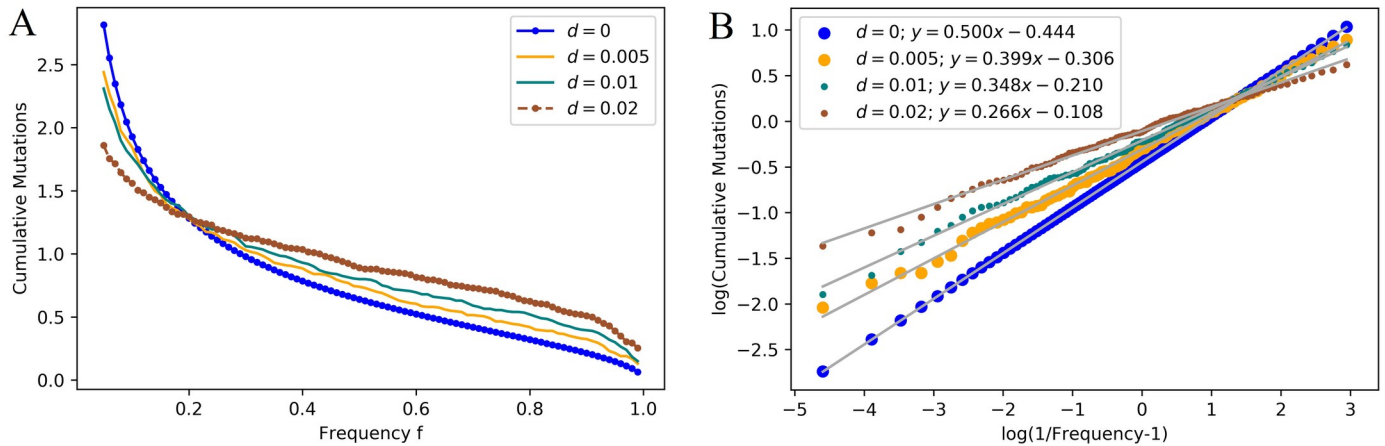 A
d = 0
d = 0.005
d = 0.01
d = 0.02
2.5
2.0
1.5
1.0
0.5
0.0
Cumulative Mutations
0.2
0.4
0.6
0.8
1.0
Frequency f
B
d = 0; y = 0.500x − 0.444
d = 0.005; y = 0.399x − 0.306
d = 0.01; y = 0.348x − 0.210
d = 0.02; y = 0.266x − 0.108
1.0
0.5
0.0
−0.5
−1.0
−1.5
−2.0
−2.5
log(Cumulative Mutations)
−5
−4
−3
−2
−1
0
1
2
3
log(1/Frequency-1)